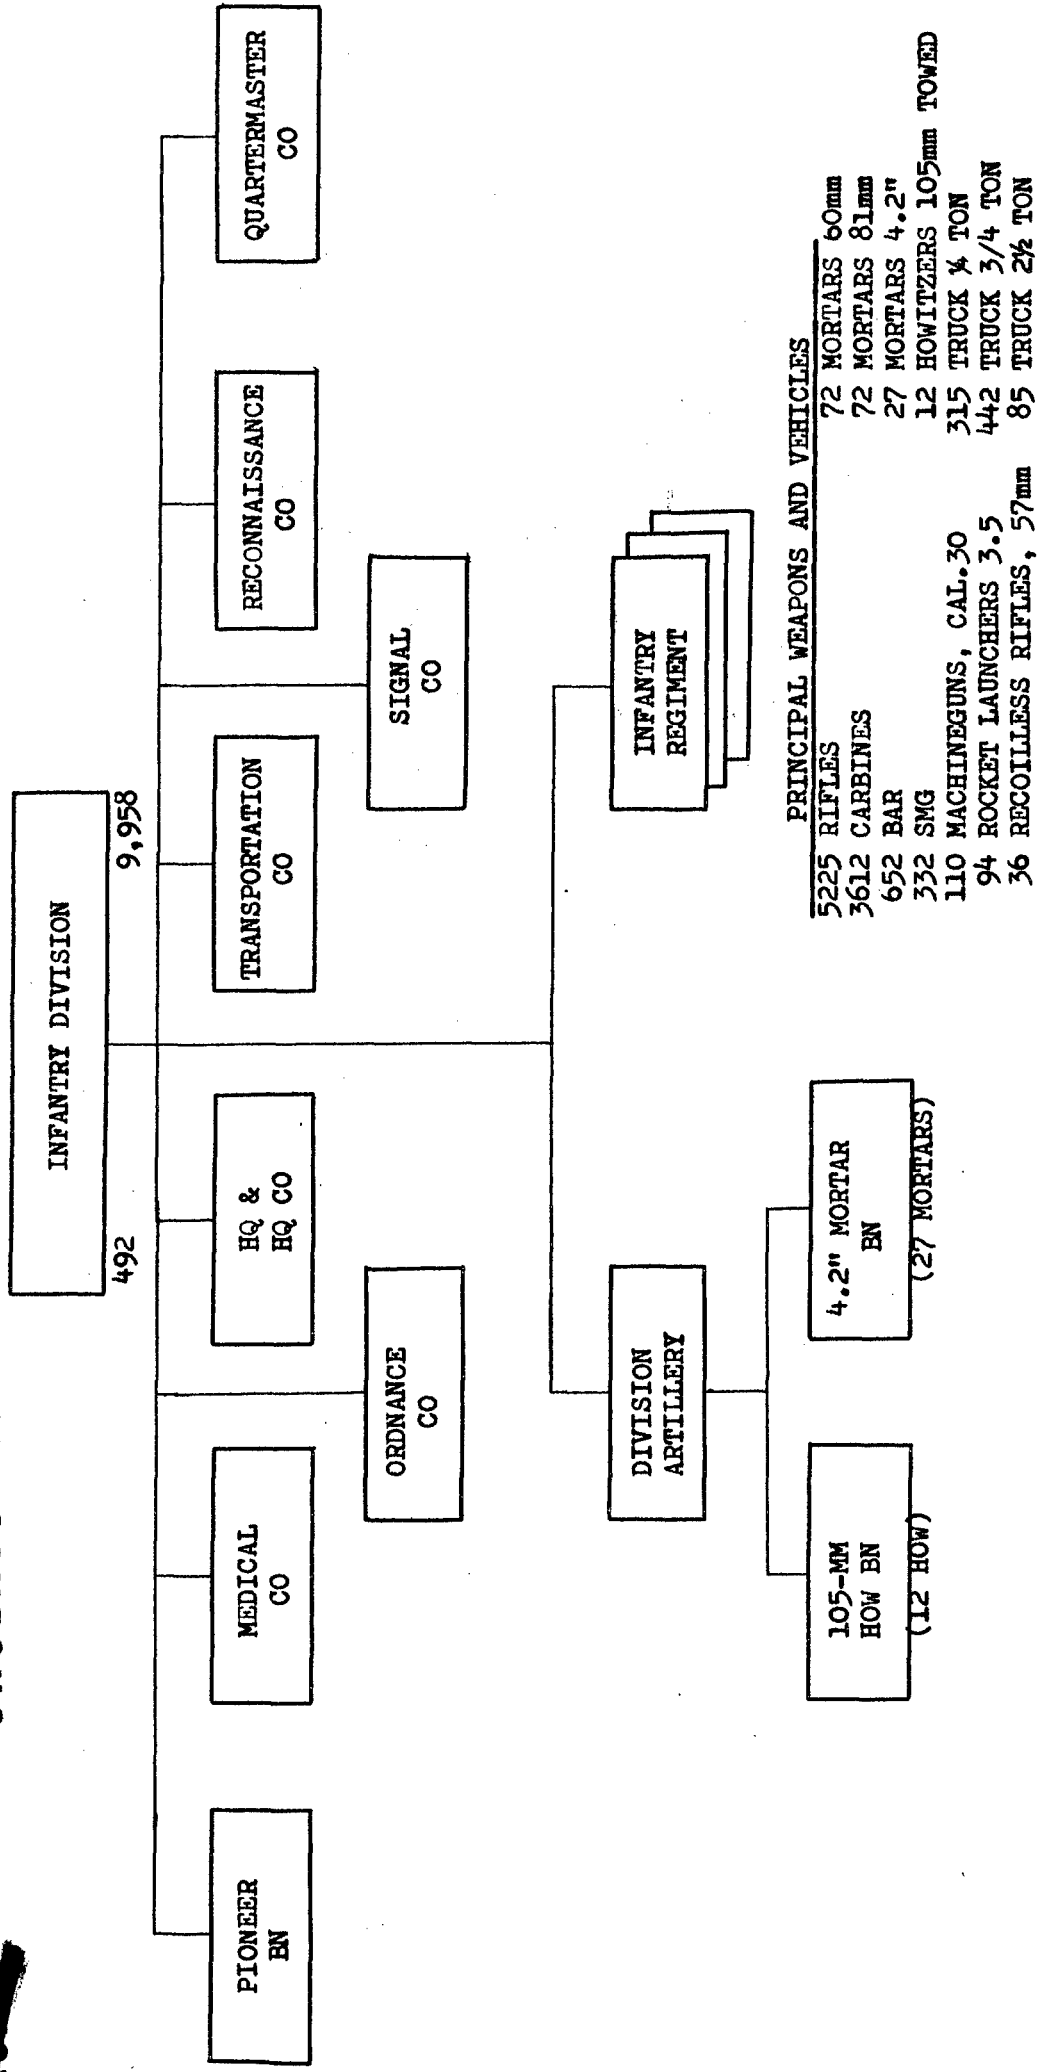 INFANTRY DIVISION
492
9,958
PIONEER
BN
MEDICAL
CO
HQ &
HQ CO
TRANSPORTATION
CO
RECONNAISSANCE
CO
QUARTERMASTER
CO
ORDNANCE
CO
SIGNAL
CO
DIVISION
ARTILLERY
INFANTRY
REGIMENT
105-MM
HOW BN
(12 HOW)
4.2" MORTAR
BN
(27 MORTARS)
PRINCIPAL WEAPONS AND VEHICLES
5225 RIFLES
3612 CARBINES
652 BAR
332 SMG
110 MACHINEGUNS, CAL.30
94 ROCKET LAUNCHERS 3.5
36 RECOILLESS RIFLES, 57mm
72 MORTARS 60mm
72 MORTARS 81mm
27 MORTARS 4.2"
12 HOWITZERS 105mm TOWED
315 TRUCK ¼ TON
442 TRUCK 3/4 TON
85 TRUCK 2½ TON